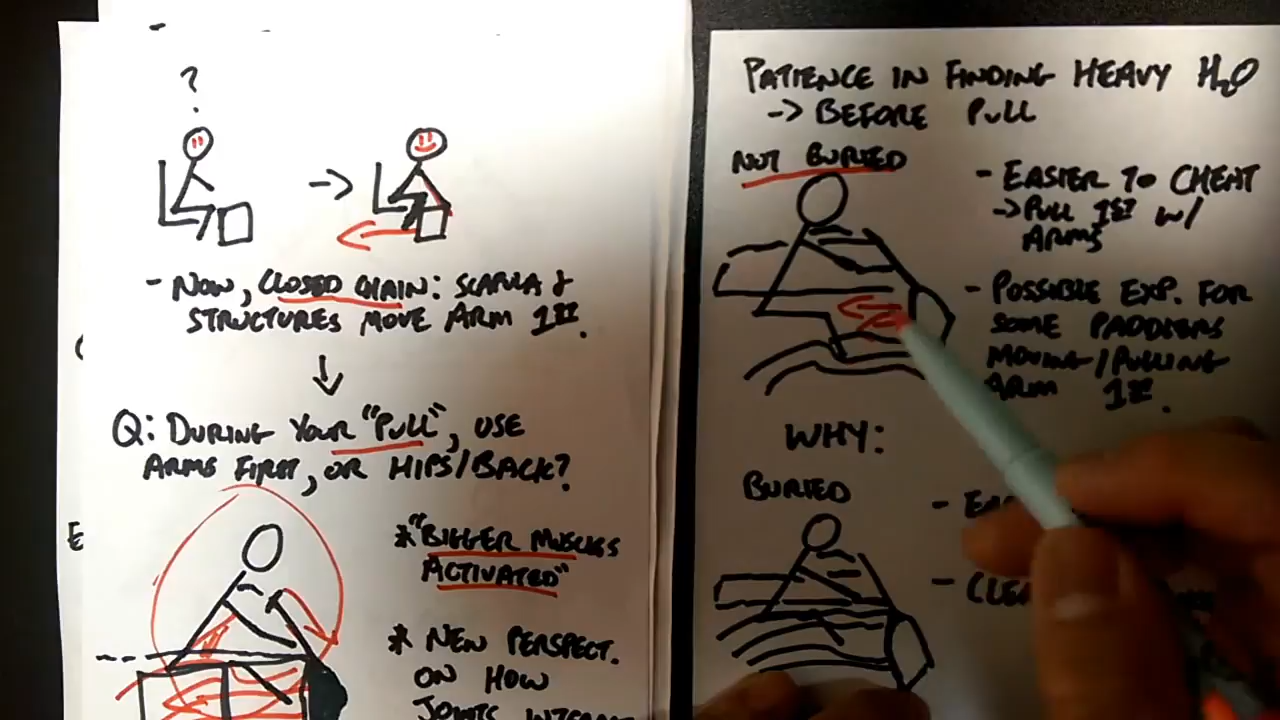 ?
->
- NOW, CLOSED CHAIN: SCAPULA &
STRUCTURES MOVE ARM 1ST.
Q: DURING YOUR "PULL", USE
ARMS FIRST, OR HIPS/BACK?
* "BIGGER MUSCLES
ACTIVATED"
* NEW PERSPECT.
ON HOW
JOINTS
PATIENCE IN FINDING HEAVY H2O
-> BEFORE PULL
NOT BURIED
- EASIER TO CHEAT
-> PULL 1ST W/
ARMS
- POSSIBLE EXP. FOR
SOME PADDLERS
MOVING/PULLING
ARM 1ST.
WHY:
BURIED
-
-